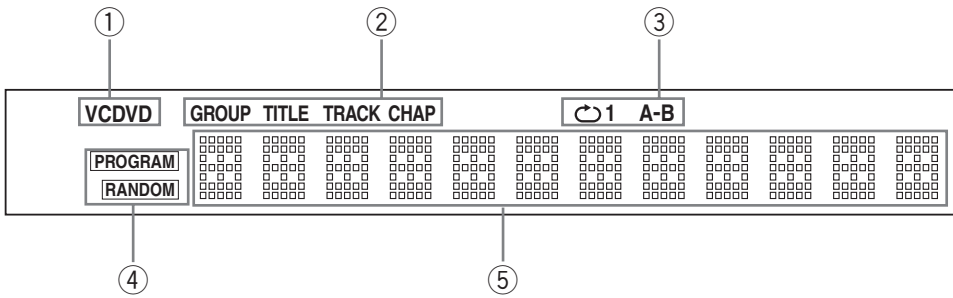 ① ② ③
VCDVD GROUP TITLE TRACK CHAP 1 A-B
PROGRAM
RANDOM
④ ⑤